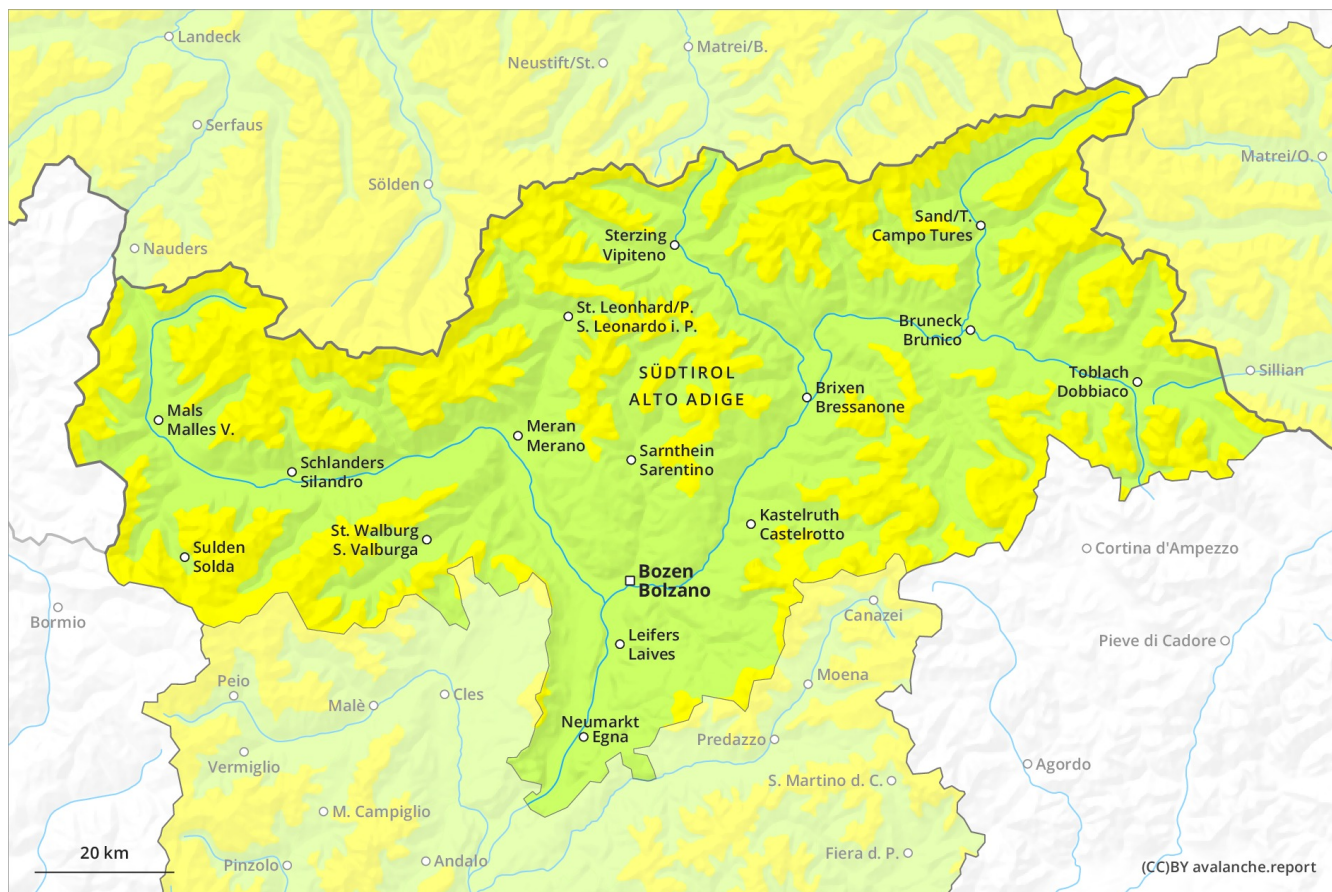 Landeck
Matrei/B.
Neustift/St.
Serfaus
Matrei/O.
Sölden
Nauders
Sand/T.
Campo Tures
Sterzing
Vipiteno
St. Leonhard/P.
S. Leonardo i. P.
Bruneck
Brunico
SÜDTIROL
ALTO ADIGE
Toblach
Dobbiaco
Sillian
Brixen
Bressanone
Mals
Malles V.
Meran
Merano
Sarnthein
Sarentino
Schlanders
Silandro
Kastelruth
Castelrotto
St. Walburg
S. Valburga
Sulden
Solda
Cortina d'Ampezzo
Bozen
Bolzano
Bormio
Canazei
Leifers
Laives
Pieve di Cadore
Peio
Moena
Malè
Cles
Neumarkt
Egna
Predazzo
Vermiglio
Agordo
S. Martino d. C.
M. Campiglio
20 km
Pinzolo
Andalo
Fiera d. P.
(CC)BY avalanche.report